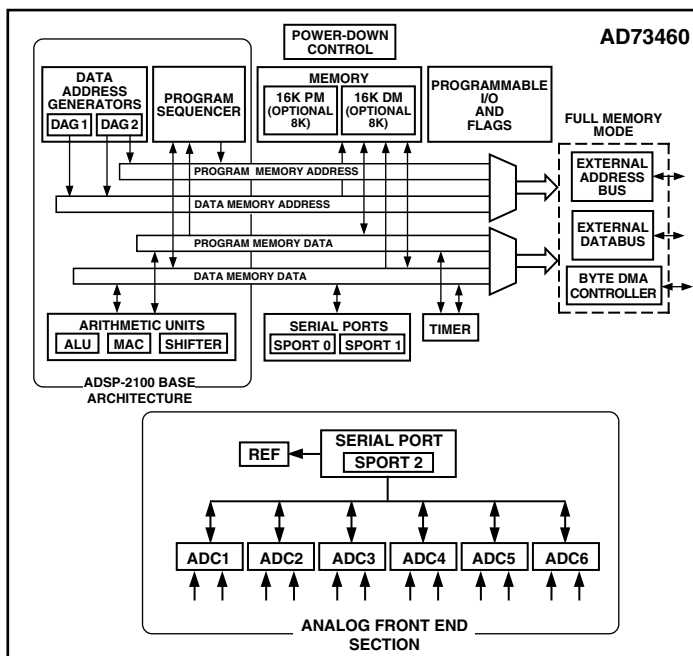 AD73460
POWER-DOWN
CONTROL
DATA
ADDRESS
GENERATORS
DAG 1
DAG 2
PROGRAM
SEQUENCER
MEMORY
16K PM
(OPTIONAL
8K)
16K DM
(OPTIONAL
8K)
PROGRAMMABLE
I/O
AND
FLAGS
FULL MEMORY
MODE
EXTERNAL
ADDRESS
BUS
EXTERNAL
DATABUS
BYTE DMA
CONTROLLER
PROGRAM MEMORY ADDRESS
DATA MEMORY ADDRESS
PROGRAM MEMORY DATA
DATA MEMORY DATA
ARITHMETIC UNITS
ALU
MAC
SHIFTER
SERIAL PORTS
SPORT 0
SPORT 1
TIMER
ADSP-2100 BASE
ARCHITECTURE
REF
SERIAL PORT
SPORT 2
ADC1
ADC2
ADC3
ADC4
ADC5
ADC6
ANALOG FRONT END
SECTION